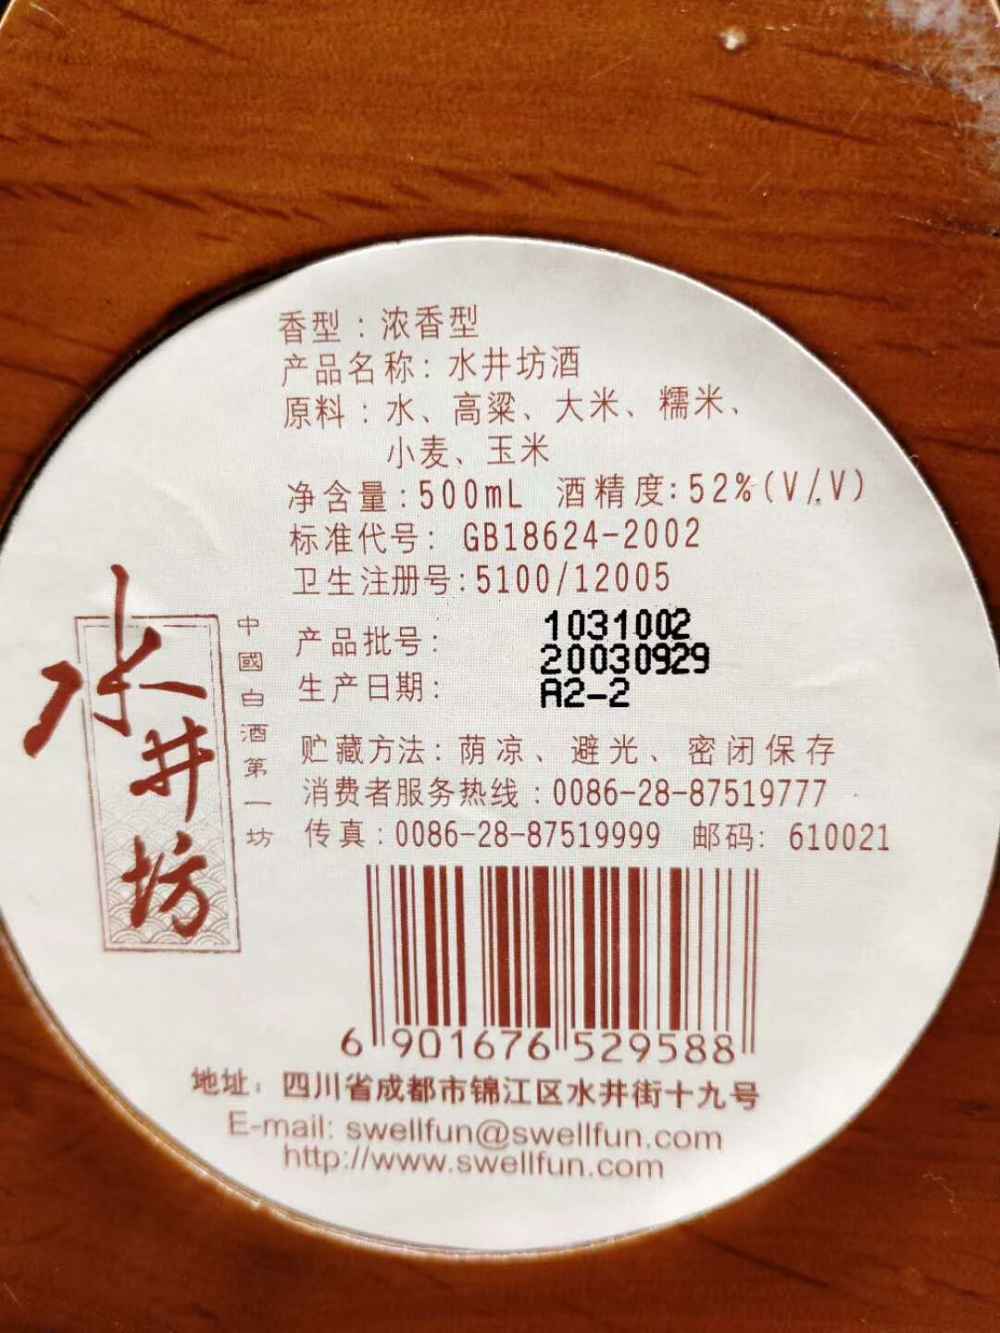 香型：浓香型
产品名称：水井坊酒
原料：水、高粱、大米、糯米、
小麦、玉米
净含量：500mL 酒精度：52%(V/V)
标准代号：GB18624-2002
卫生注册号：5100/12005
产品批号：1031002
20030929
生产日期：A2-2
贮藏方法：荫凉、避光、密闭保存
消费者服务热线：0086-28-87519777
传真：0086-28-87519999 邮码：610021
水井坊
中國白酒第一坊
6 901676 529588
地址：四川省成都市锦江区水井街十九号
E-mail: swellfun@swellfun.com
http://www.swellfun.com